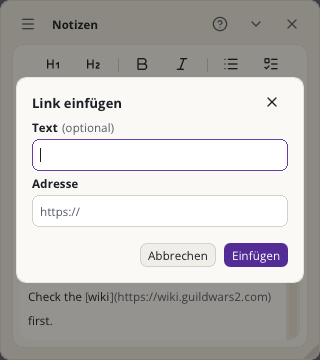 Notizen
H1 H2 B I
Link einfügen
Text (optional)
Adresse
https://
Abbrechen Einfügen
Check the [wiki](https://wiki.guildwars2.com)
first.